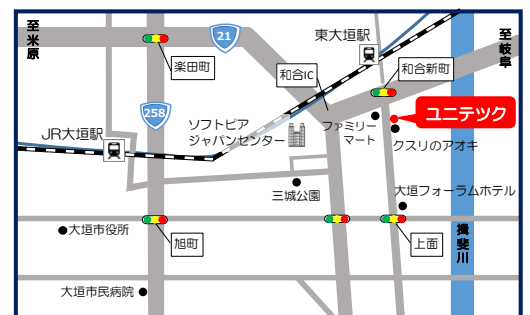 至米原
21
東大垣駅
至岐阜
楽田町
和合IC
和合新町
258
ソフトピア
ジャパンセンター
ファミリー
マート
ユニテツク
クスリのアオキ
JR大垣駅
三城公園
大垣フォーラムホテル
大垣市役所
旭町
上面
揖斐川
大垣市民病院